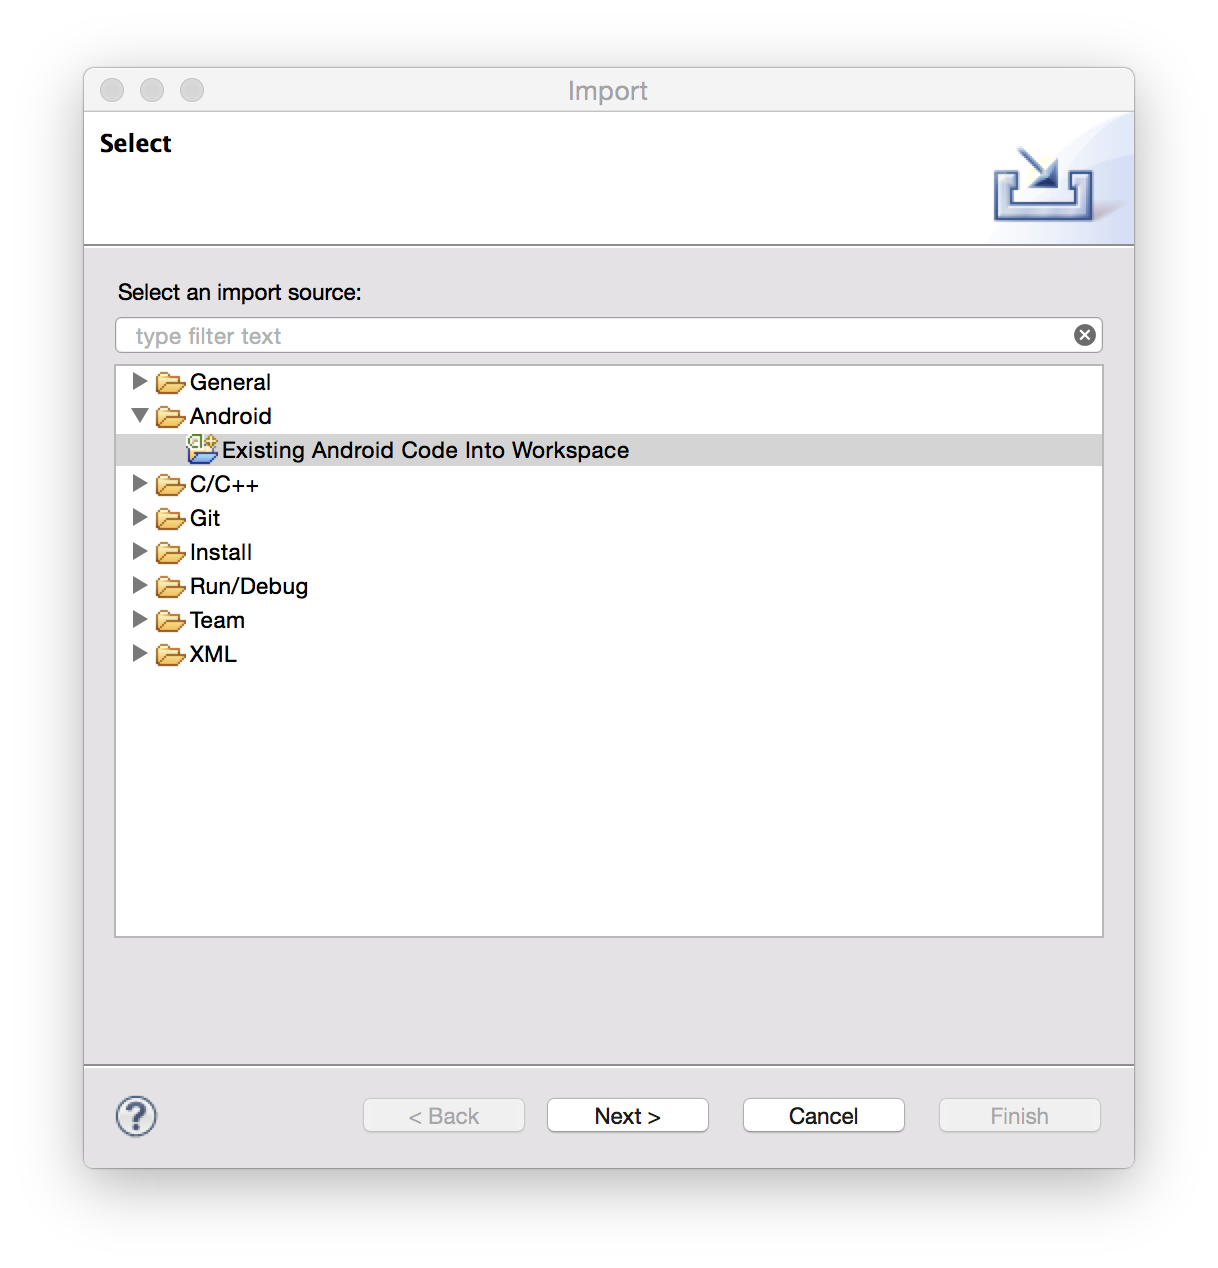 Import
Select
Select an import source:
type filter text
General
Android
Existing Android Code Into Workspace
C/C++
Git
Install
Run/Debug
Team
XML
? < Back Next > Cancel Finish